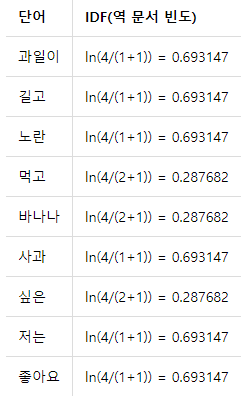 단어 IDF(역 문서 빈도)
과일이 ln(4/(1+1)) = 0.693147
길고 ln(4/(1+1)) = 0.693147
노란 ln(4/(1+1)) = 0.693147
먹고 ln(4/(2+1)) = 0.287682
바나나 ln(4/(2+1)) = 0.287682
사과 ln(4/(1+1)) = 0.693147
싶은 ln(4/(2+1)) = 0.287682
저는 ln(4/(1+1)) = 0.693147
좋아요 ln(4/(1+1)) = 0.693147